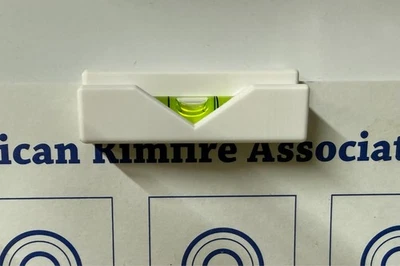 ican Rimfire Associat